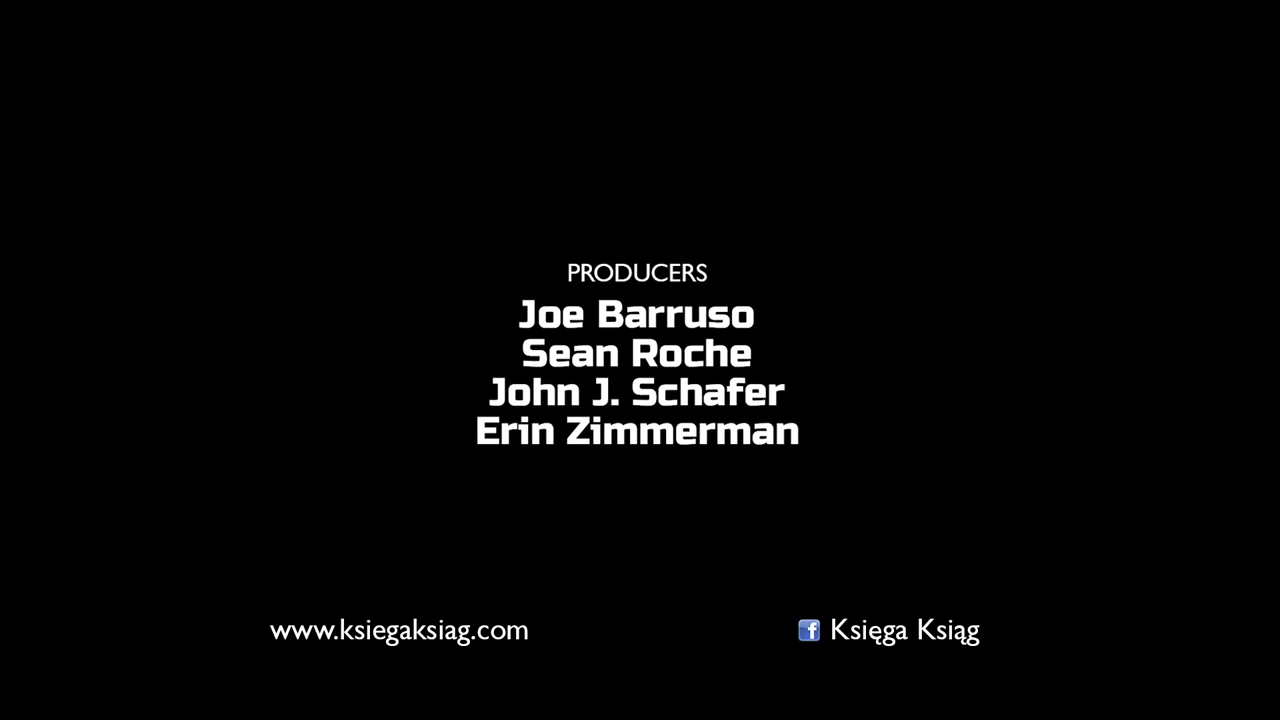 PRODUCERS
Joe Barruso
Sean Roche
John J. Schafer
Erin Zimmerman
www.ksiegaksiag.com
Księga Ksiąg